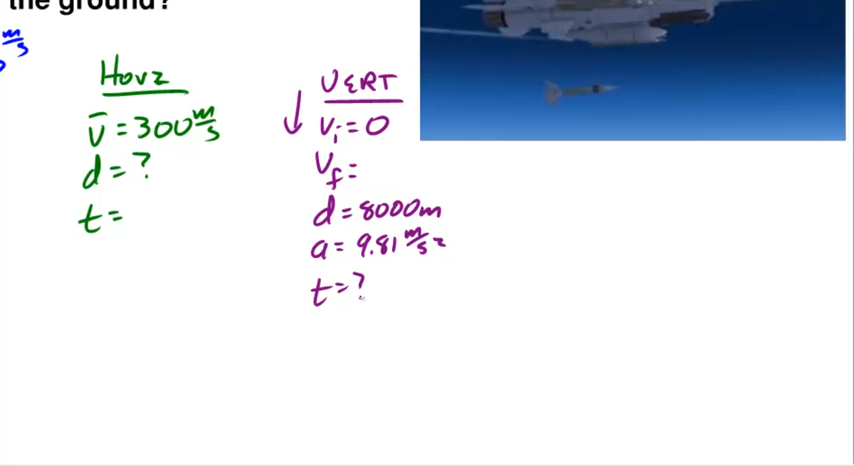 the ground?
m/s
Horz
v̄ = 300 m/s
d = ?
t =
VERT
↓ vᵢ = 0
v_f =
d = 8000m
a = 9.81 m/s²
t = ?